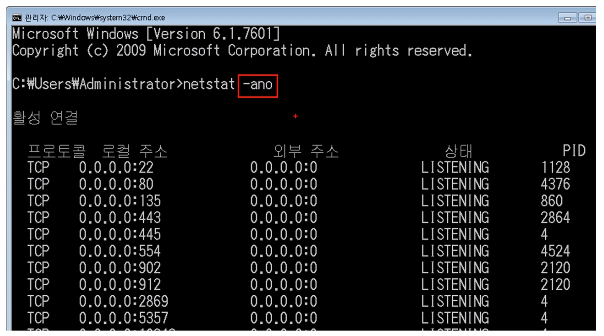 관리자: C:₩Windows₩system32₩cmd.exe
Microsoft Windows [Version 6.1.7601]
Copyright (c) 2009 Microsoft Corporation. All rights reserved.
C:₩Users₩Administrator>netstat -ano
활성 연결
프로토콜 로컬 주소 외부 주소 상태 PID
TCP 0.0.0.0:22 0.0.0.0:0 LISTENING 1128
TCP 0.0.0.0:80 0.0.0.0:0 LISTENING 4376
TCP 0.0.0.0:135 0.0.0.0:0 LISTENING 860
TCP 0.0.0.0:443 0.0.0.0:0 LISTENING 2864
TCP 0.0.0.0:445 0.0.0.0:0 LISTENING 4
TCP 0.0.0.0:554 0.0.0.0:0 LISTENING 4524
TCP 0.0.0.0:902 0.0.0.0:0 LISTENING 2120
TCP 0.0.0.0:912 0.0.0.0:0 LISTENING 2120
TCP 0.0.0.0:2869 0.0.0.0:0 LISTENING 4
TCP 0.0.0.0:5357 0.0.0.0:0 LISTENING 4